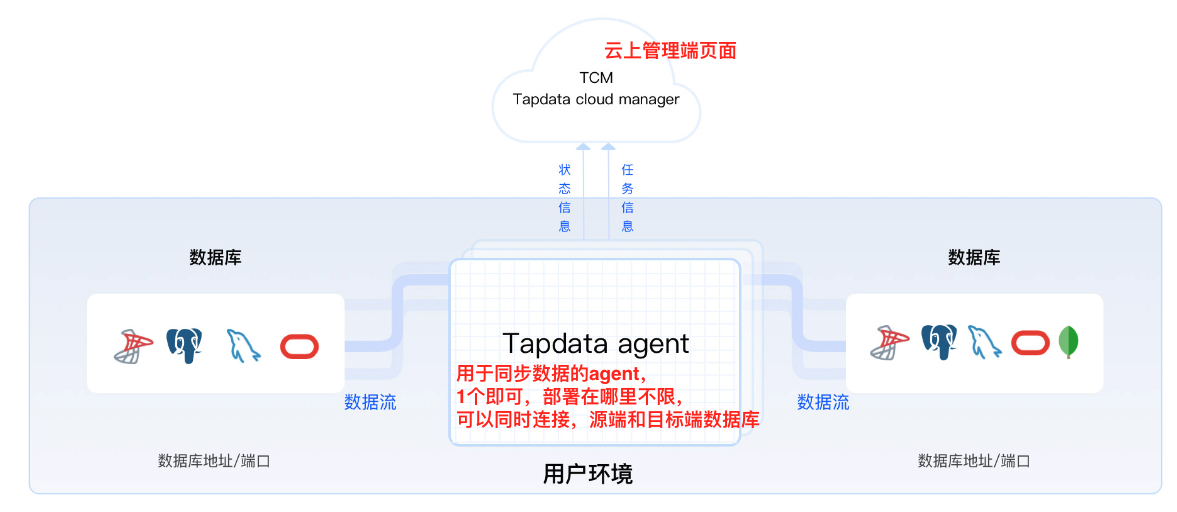 云上管理端页面
TCM
Tapdata cloud manager
状态信息
任务信息
数据库
数据库
Tapdata agent
用于同步数据的agent，
1个即可，部署在哪里不限，
可以同时连接，源端和目标端数据库
数据流
数据流
数据库地址/端口
数据库地址/端口
用户环境